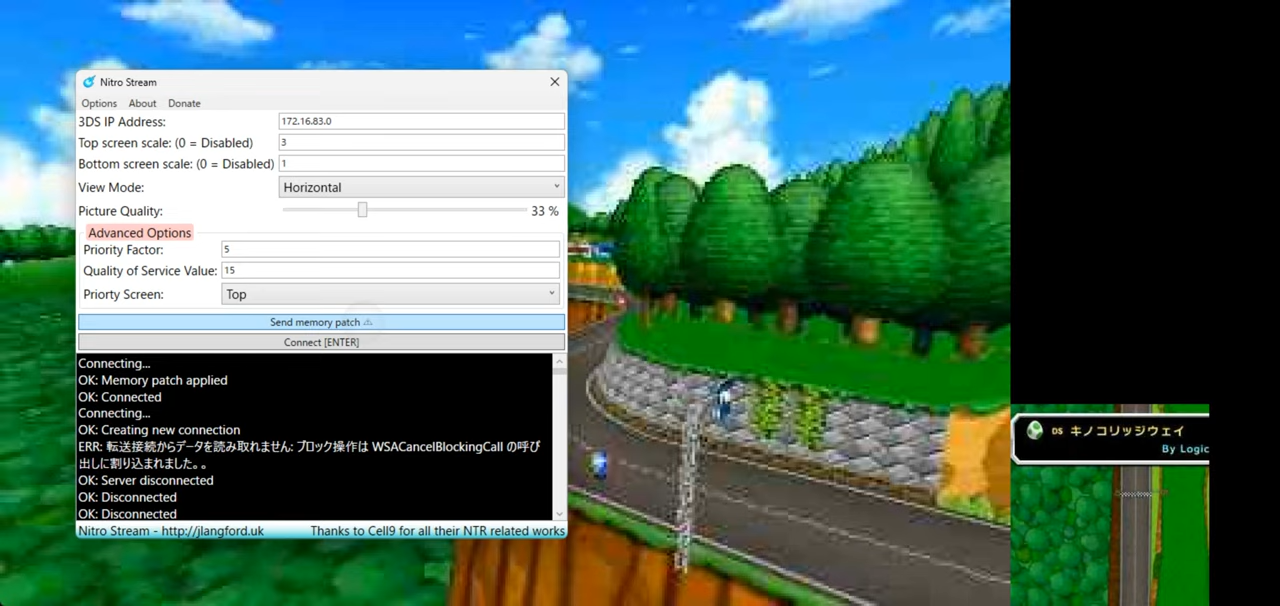 Nitro Stream
Options About Donate
3DS IP Address: 172.16.83.0
Top screen scale: (0 = Disabled) 3
Bottom screen scale: (0 = Disabled) 1
View Mode: Horizontal
Picture Quality: 33 %
Advanced Options
Priority Factor: 5
Quality of Service Value: 15
Priorty Screen: Top
Send memory patch ⚠
Connect [ENTER]
Connecting...
OK: Memory patch applied
OK: Connected
Connecting...
OK: Creating new connection
ERR: 転送接続からデータを読み取れません: ブロック操作は WSACancelBlockingCall の呼び
出しに割り込まれました。。
OK: Server disconnected
OK: Disconnected
OK: Disconnected
Nitro Stream - http://jlangford.uk Thanks to Cell9 for all their NTR related works
DS キノコリッジウェイ
By Logic